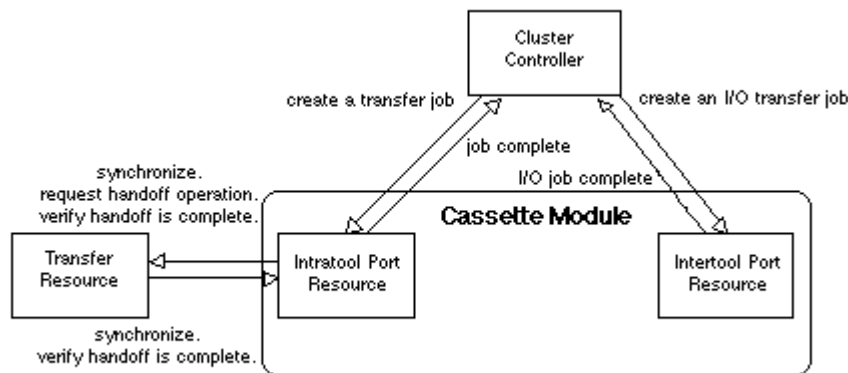 Cluster
Controller
create a transfer job
create an I/O transfer job
job complete
I/O job complete
synchronize.
request handoff operation.
verify handoff is complete.
Cassette Module
Transfer
Resource
Intratool Port
Resource
Intertool Port
Resource
synchronize.
verify handoff is complete.